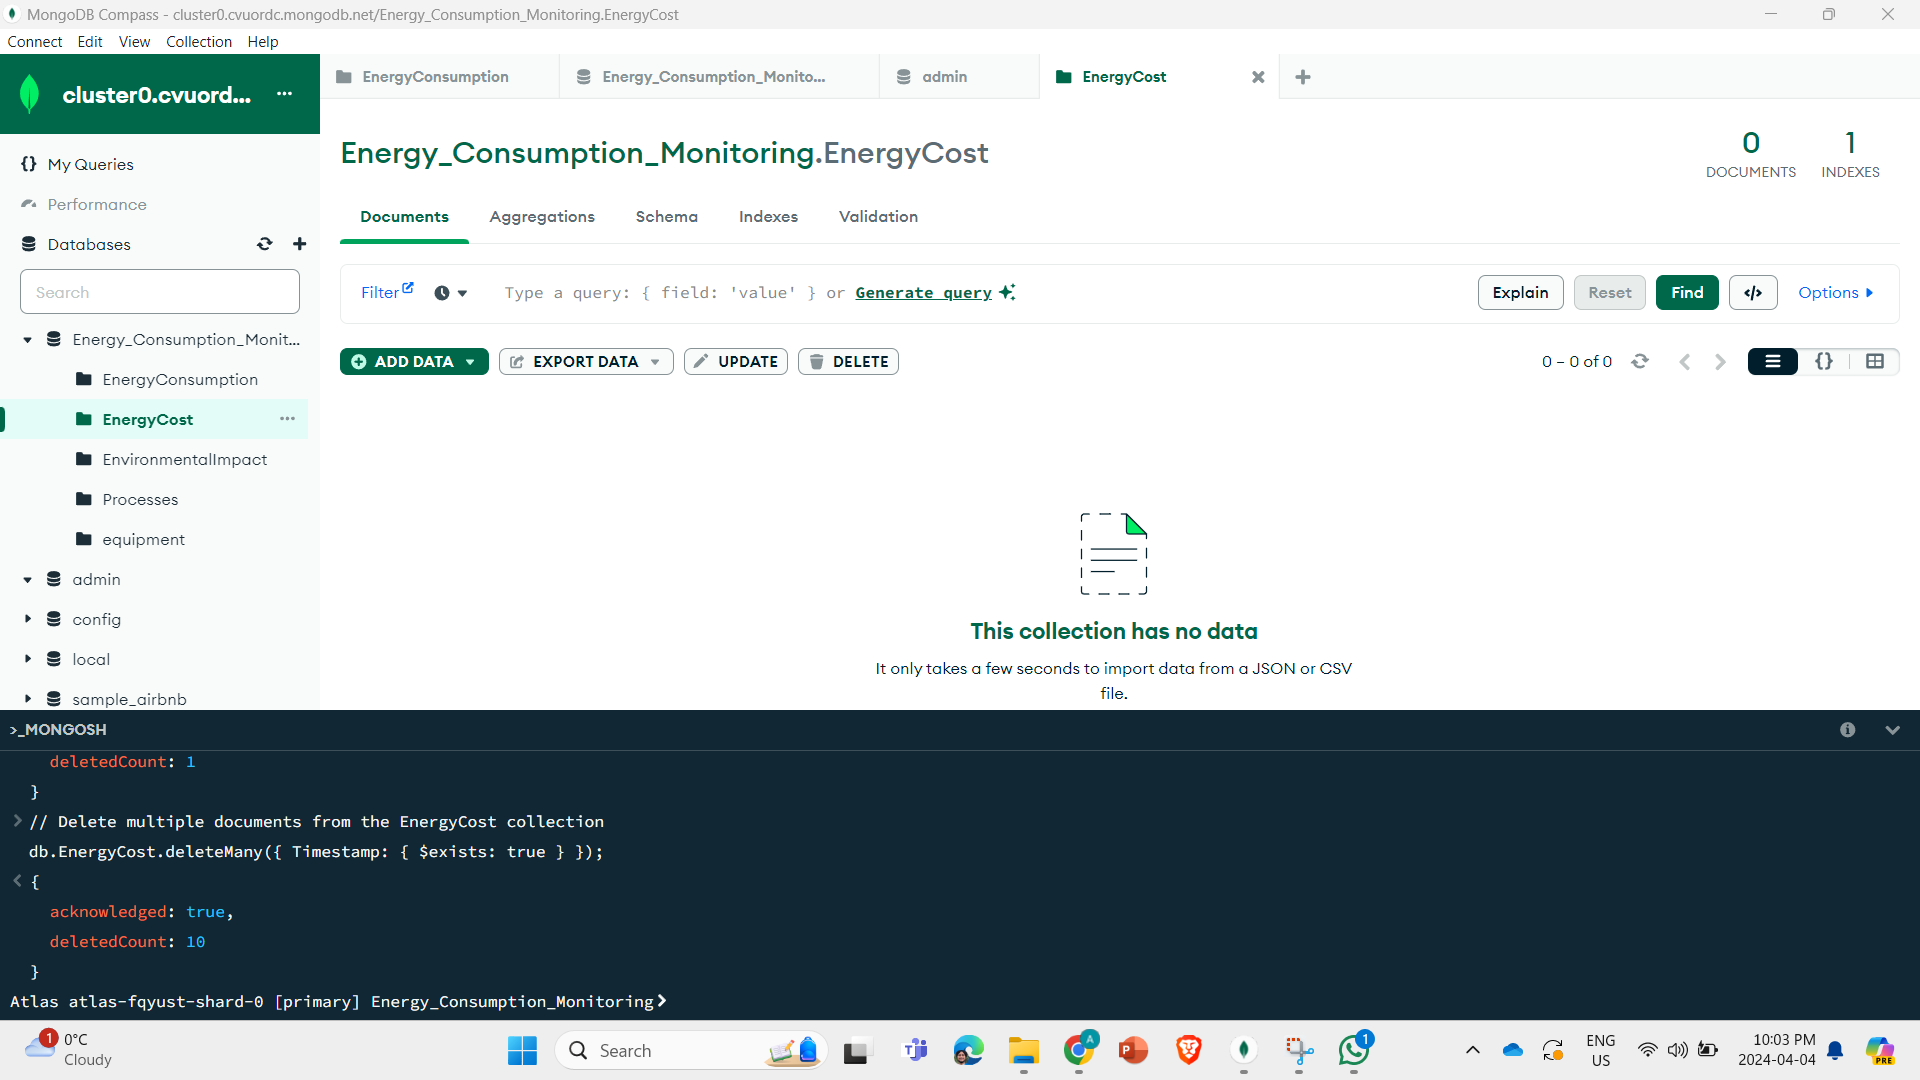 MongoDB Compass - cluster0.cvuordc.mongodb.net/Energy_Consumption_Monitoring.EnergyCost
Connect Edit View Collection Help
cluster0.cvuord... ...
EnergyConsumption
Energy_Consumption_Monito...
admin
EnergyCost
{} My Queries
Performance
Databases
Search
Energy_Consumption_Monit...
EnergyConsumption
EnergyCost ...
EnvironmentalImpact
Processes
equipment
admin
config
local
sample_airbnb
Energy_Consumption_Monitoring.EnergyCost
0
DOCUMENTS
1
INDEXES
Documents Aggregations Schema Indexes Validation
Filter
Type a query: { field: 'value' } or Generate query
Explain Reset Find </> Options
ADD DATA EXPORT DATA UPDATE DELETE
0 – 0 of 0
{}
This collection has no data
It only takes a few seconds to import data from a JSON or CSV
file.
>_MONGOSH
deletedCount: 1
}
> // Delete multiple documents from the EnergyCost collection
db.EnergyCost.deleteMany({ Timestamp: { $exists: true } });
< {
acknowledged: true,
deletedCount: 10
}
Atlas atlas-fqyust-shard-0 [primary] Energy_Consumption_Monitoring>
1
0°C
Cloudy
Search
A
1
ENG
US
10:03 PM
2024-04-04
PRE